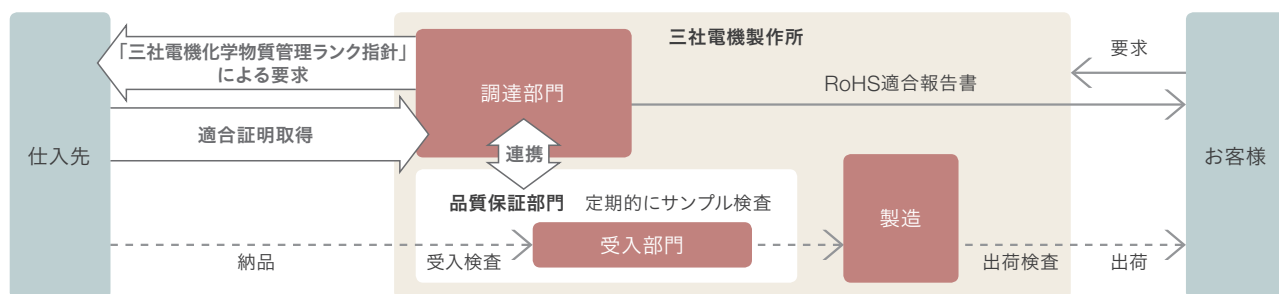 三社電機製作所
「三社電機化学物質管理ランク指針」
による要求
要求
RoHS適合報告書
調達部門
適合証明取得
仕入先
連携
お客様
品質保証部門 定期的にサンプル検査
製造
受入部門
納品
受入検査
出荷検査
出荷